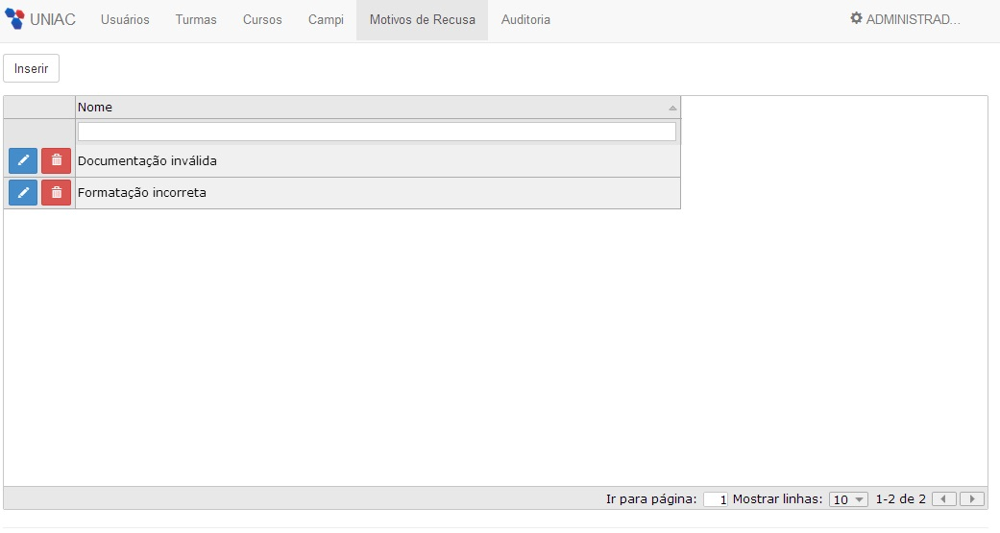 UNIAC Usuários Turmas Cursos Campi Motivos de Recusa Auditoria ADMINISTRAD...
Inserir
Nome
Documentação inválida
Formatação incorreta
Ir para página: 1 Mostrar linhas: 10 1-2 de 2